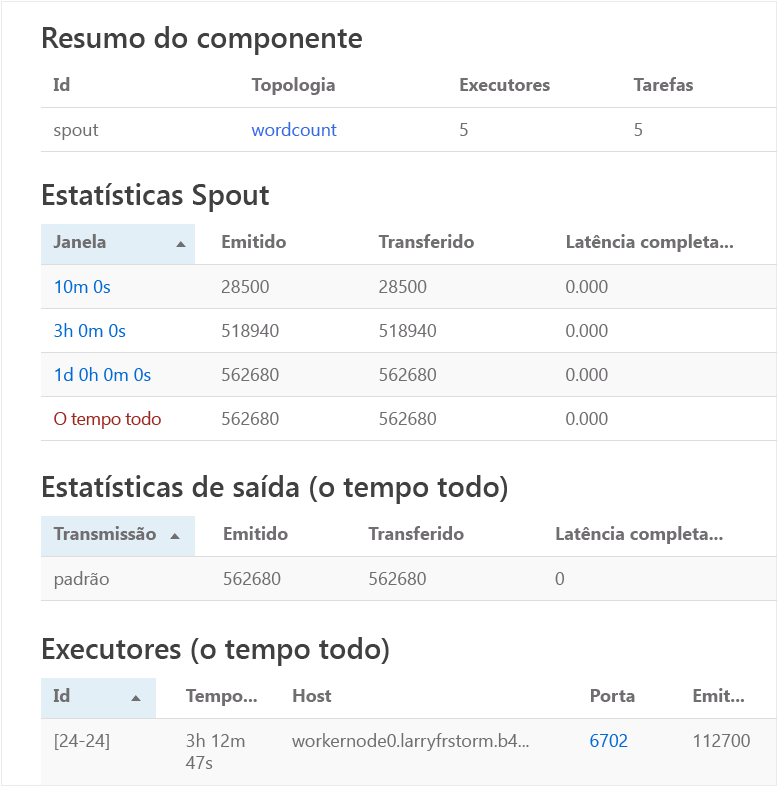 Resumo do componente
Id Topologia Executores Tarefas
spout wordcount 5 5
Estatísticas Spout
Janela Emitido Transferido Latência completa...
10m 0s 28500 28500 0.000
3h 0m 0s 518940 518940 0.000
1d 0h 0m 0s 562680 562680 0.000
O tempo todo 562680 562680 0.000
Estatísticas de saída (o tempo todo)
Transmissão Emitido Transferido Latência completa...
padrão 562680 562680 0
Executores (o tempo todo)
Id Tempo... Host Porta Emit...
[24-24] 3h 12m workernode0.larryfrstorm.b4... 6702 112700
47s